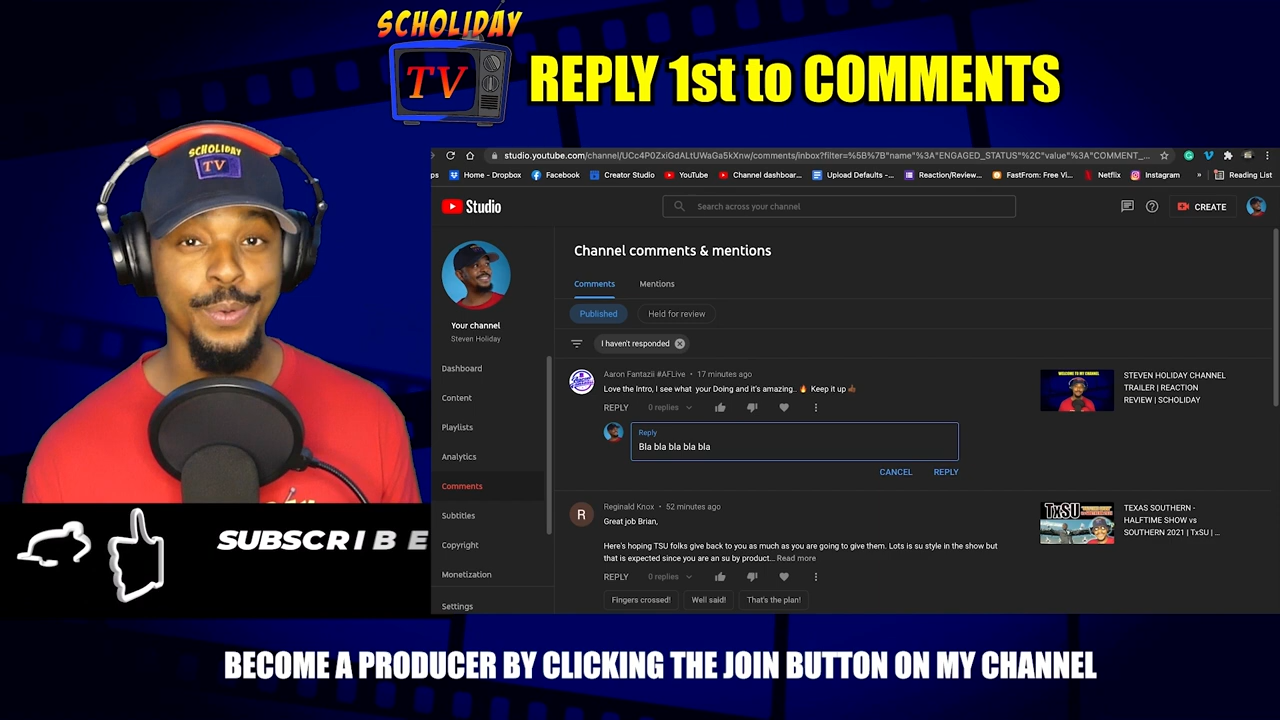 SCHOLIDAY
TV
REPLY 1st to COMMENTS
SCHOLIDAY
TV
studio.youtube.com/channel/UCc4P0ZxiGdALtUWaGa5kXnw/comments/inbox?filter=%5B%7B"name"%3A"ENGAGED_STATUS"%2C"value"%3A"COMMENT_...
ps Home - Dropbox Facebook Creator Studio YouTube Channel dashboar... Upload Defaults -... Reaction/Review... FastFrom: Free Vi... Netflix Instagram » Reading List
Studio
Search across your channel
CREATE
Your channel
Steven Holiday
Dashboard
Content
Playlists
Analytics
Comments
Subtitles
Copyright
Monetization
Settings
Channel comments & mentions
Comments Mentions
Published Held for review
I haven't responded
Aaron Fantazii #AFLive • 17 minutes ago
Love the Intro, I see what your Doing and it's amazing.. 🔥 Keep it up 👍🏾
REPLY 0 replies
Reply
Bla bla bla bla bla
CANCEL REPLY
STEVEN HOLIDAY CHANNEL
TRAILER | REACTION
REVIEW | SCHOLIDAY
R
Reginald Knox • 52 minutes ago
Great job Brian,
Here's hoping TSU folks give back to you as much as you are going to give them. Lots is su style in the show but
that is expected since you are an su by product... Read more
REPLY 0 replies
Fingers crossed! Well said! That's the plan!
TxSU
TEXAS SOUTHERN -
HALFTIME SHOW vs
SOUTHERN 2021 | TxSU | ...
SUBSCRIBE
BECOME A PRODUCER BY CLICKING THE JOIN BUTTON ON MY CHANNEL